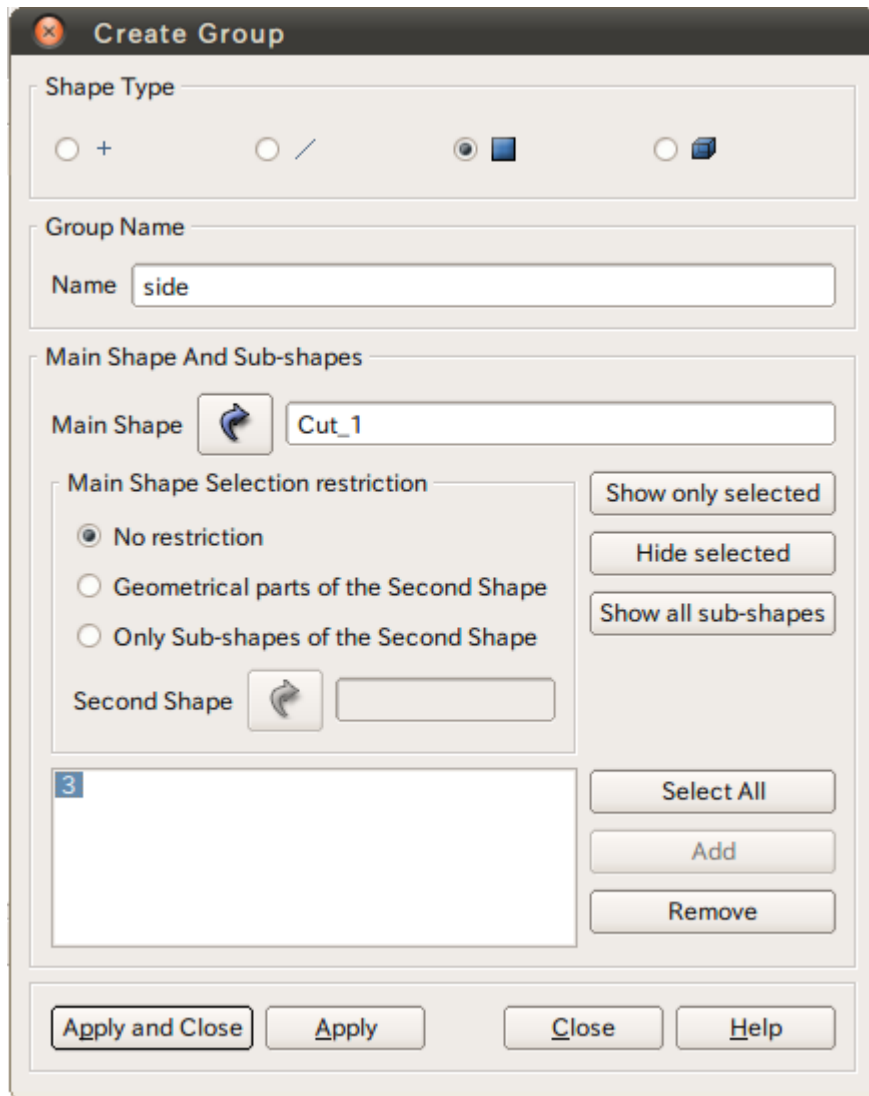 Create Group
Shape Type
Group Name
Name side
Main Shape And Sub-shapes
Main Shape Cut_1
Main Shape Selection restriction
Show only selected
No restriction
Hide selected
Geometrical parts of the Second Shape
Show all sub-shapes
Only Sub-shapes of the Second Shape
Second Shape
3
Select All
Add
Remove
Apply and Close Apply Close Help